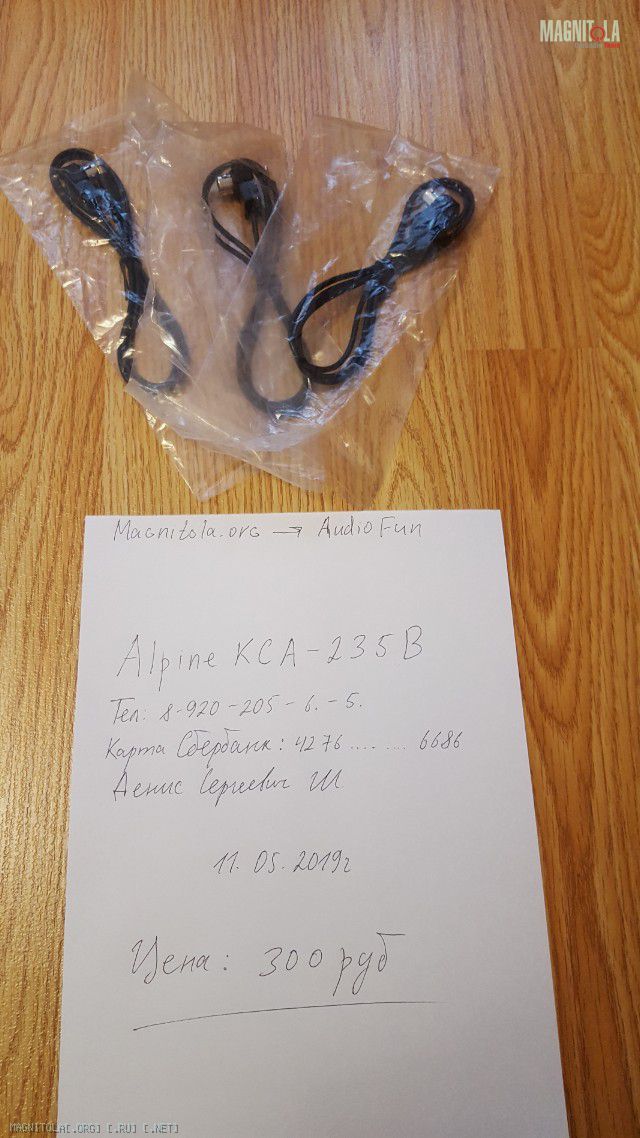 MAGNITOLA
Magnitola.org → AudioFun
Alpine KCA-235B
Тел: 8-920-205-6.-5.
Карта Сбербанк: 4276........ 6686
Денис Сергеевич Ш
11.05.2019г
Цена: 300 руб
MAGNITOLA[.ORG] [.RU] [.NET]